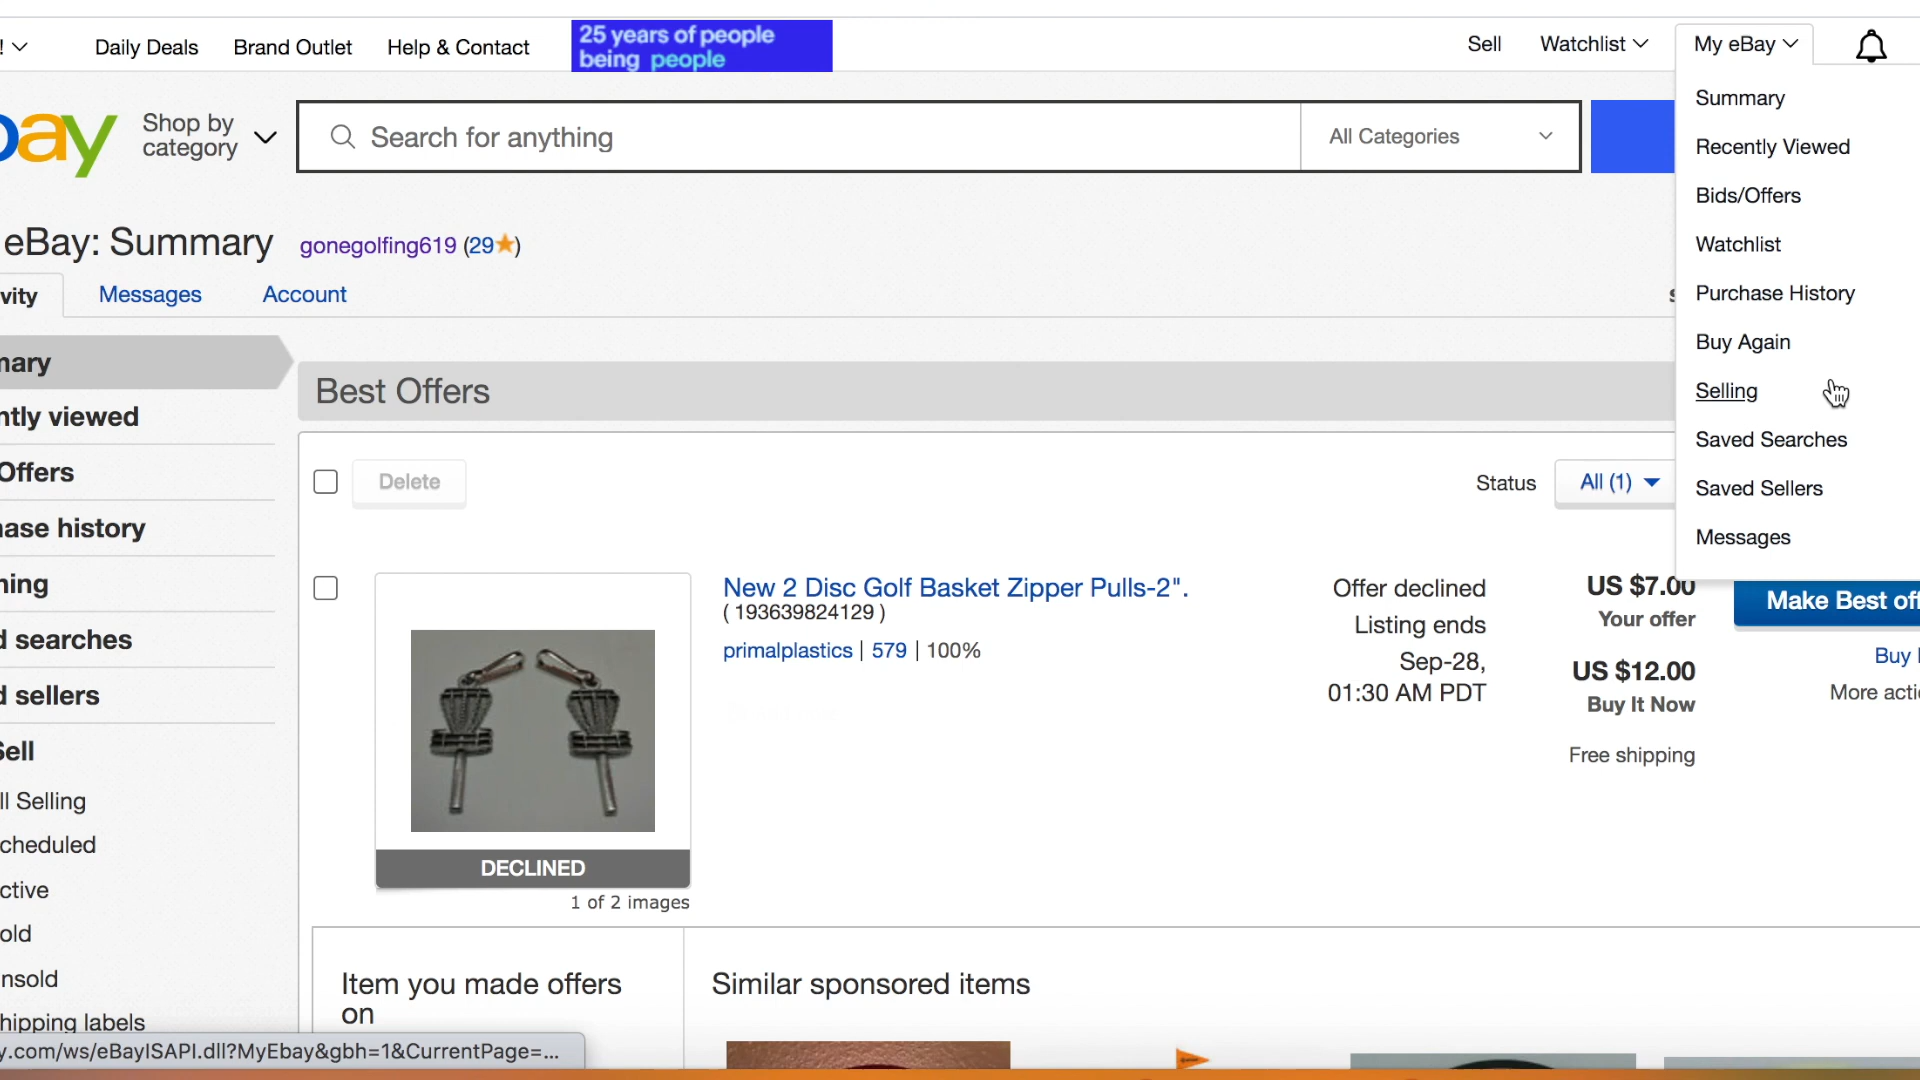 ! Daily Deals Brand Outlet Help & Contact 25 years of people
being people
Sell Watchlist My eBay
bay Shop by
category
Search for anything All Categories
Summary
Recently Viewed
Bids/Offers
Watchlist
Purchase History
Buy Again
Selling
Saved Searches
Saved Sellers
Messages
eBay: Summary gonegolfing619 (29)
vity Messages Account
mary
ntly viewed
Offers
hase history
hing
d searches
d sellers
Sell
ll Selling
cheduled
ctive
old
nsold
hipping labels
Best Offers
Delete Status All (1)
New 2 Disc Golf Basket Zipper Pulls-2".
( 193639824129 )
primalplastics | 579 | 100%
Offer declined
Listing ends
Sep-28,
01:30 AM PDT
US $7.00
Your offer
US $12.00
Buy It Now
Free shipping
Make Best off
Buy
More acti
DECLINED
1 of 2 images
Item you made offers
on
Similar sponsored items
y.com/ws/eBayISAPI.dll?MyEbay&gbh=1&CurrentPage=...